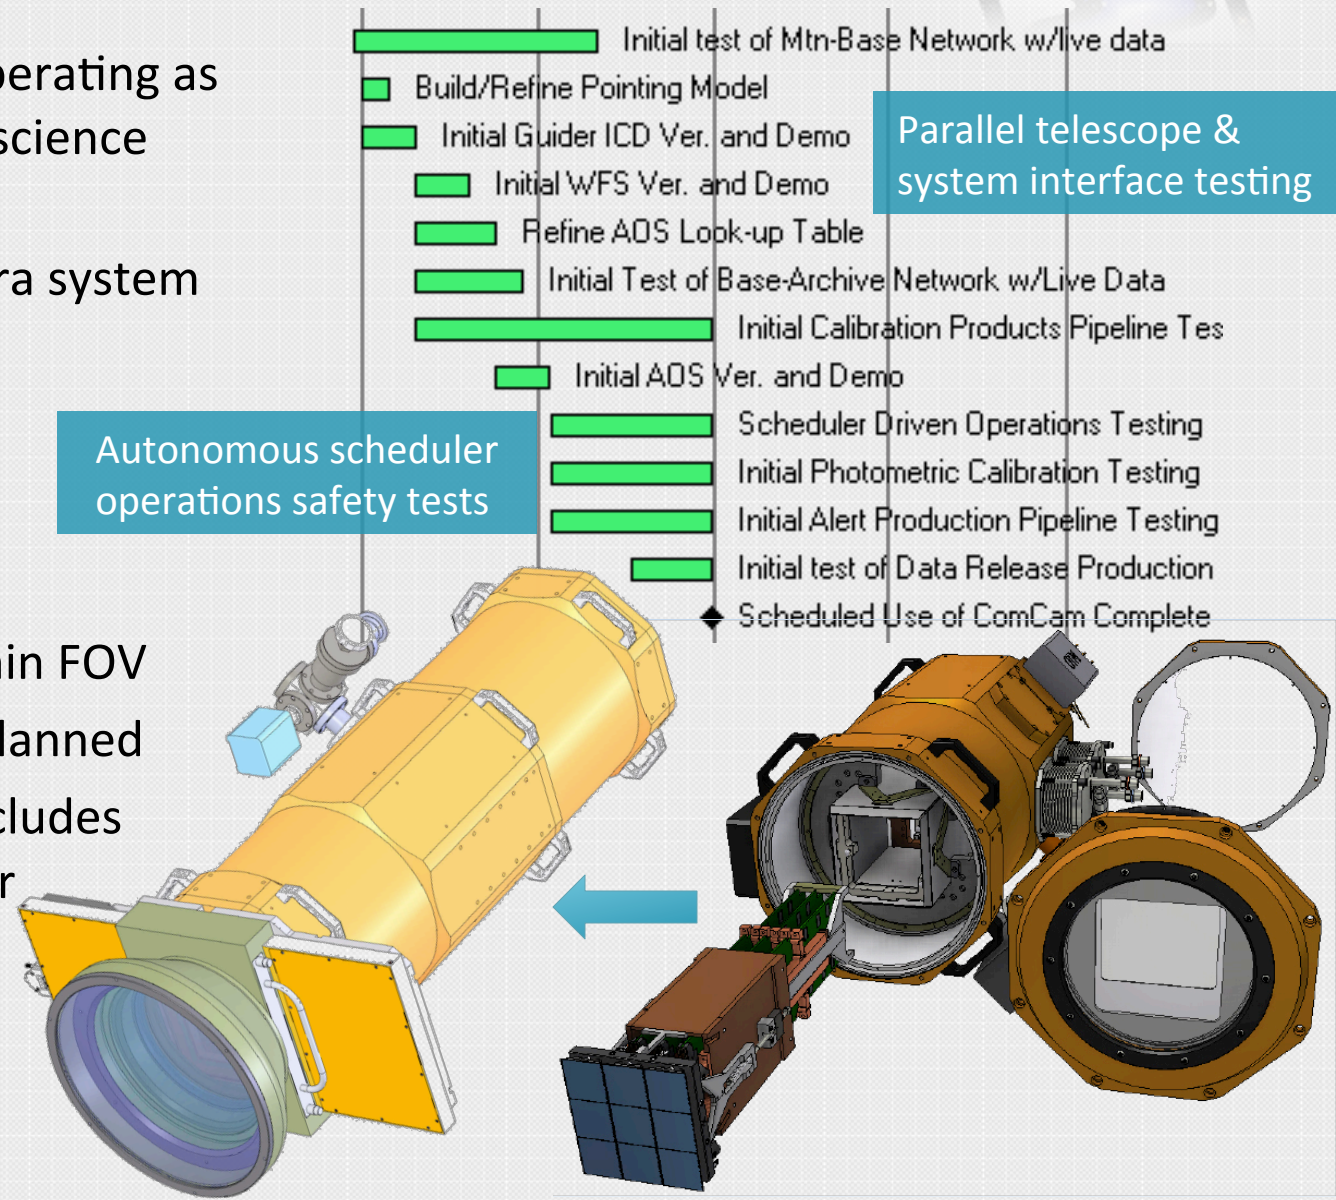 perating as
science
ra system
Initial test of Mtn-Base Network w/live data
Build/Refine Pointing Model
Initial Guider ICD Ver. and Demo
Initial WFS Ver. and Demo
Refine AOS Look-up Table
Initial Test of Base-Archive Network w/Live Data
Initial Calibration Products Pipeline Tes
Initial AOS Ver. and Demo
Scheduler Driven Operations Testing
Initial Photometric Calibration Testing
Initial Alert Production Pipeline Testing
Initial test of Data Release Production
Scheduled Use of ComCam Complete
Parallel telescope &
system interface testing
Autonomous scheduler
operations safety tests
in FOV
lanned
cludes
r